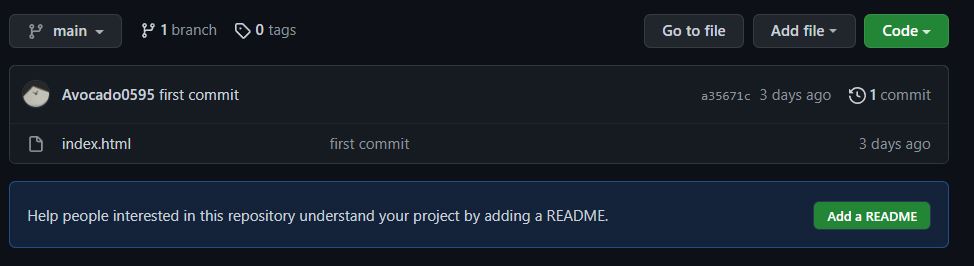 main 1 branch 0 tags Go to file Add file Code
Avocado0595 first commit a35671c 3 days ago 1 commit
index.html first commit 3 days ago
Help people interested in this repository understand your project by adding a README. Add a README